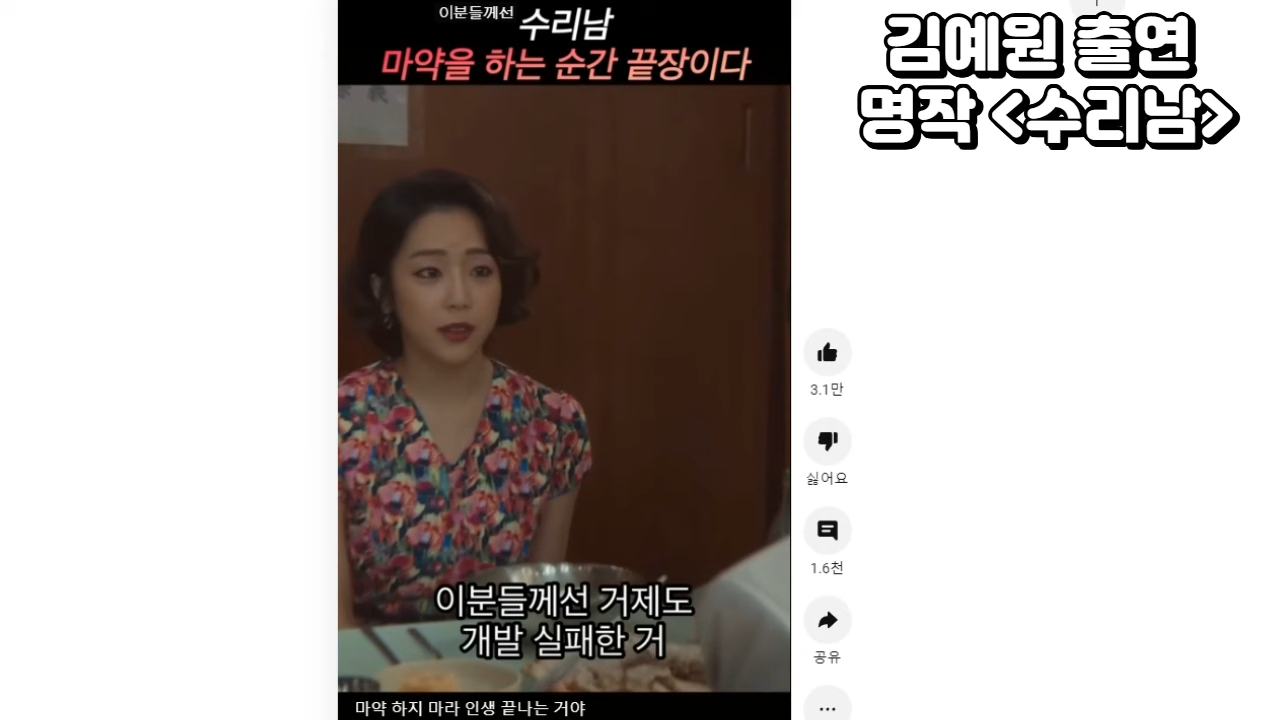 이분들께선
수리남
마약을 하는 순간 끝장이다
김예원 출연
명작 <수리남>
3.1만
싫어요
1.6천
공유
이분들께선 거제도
개발 실패한 거
마약 하지 마라 인생 끝나는 거야